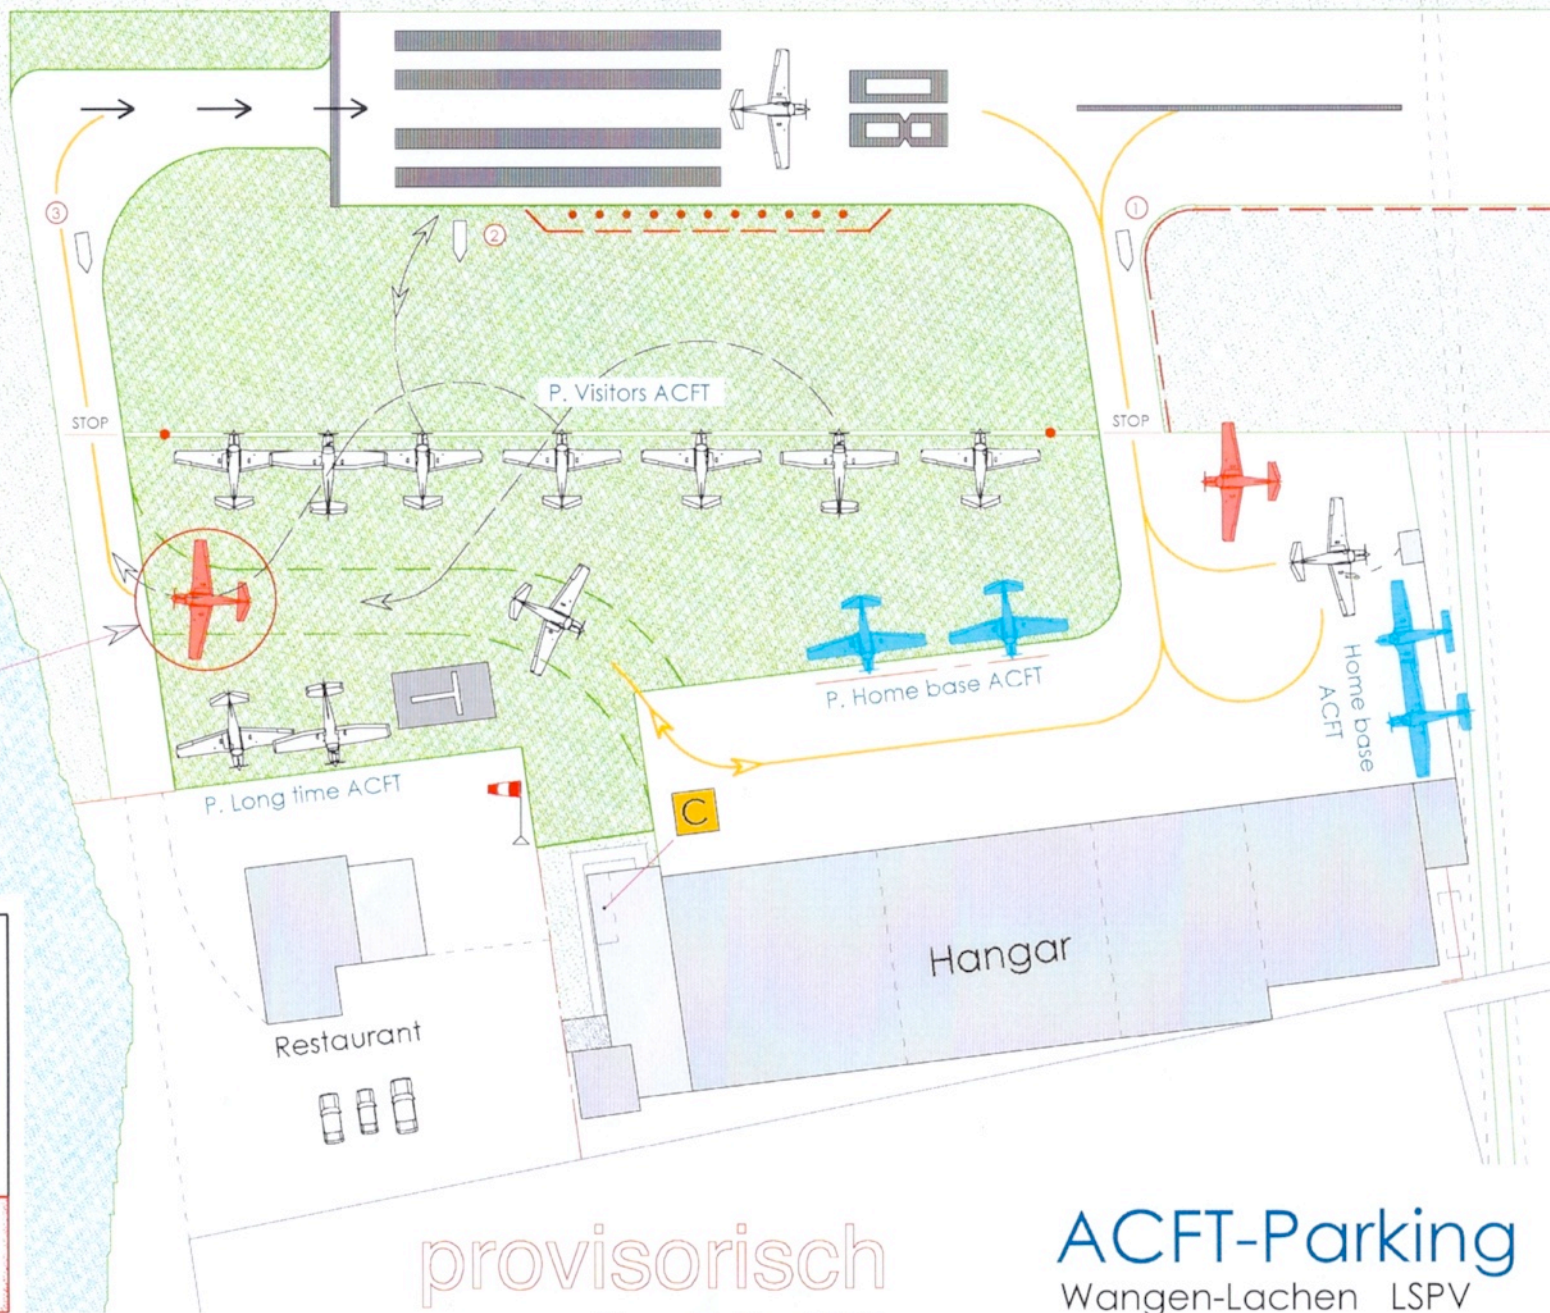 08
3
2
1
P. Visitors ACFT
STOP
STOP
P. Home base ACFT
Home base
ACFT
T
P. Long time ACFT
C
Hangar
Restaurant
provisorisch
ACFT-Parking
Wangen-Lachen LSPV